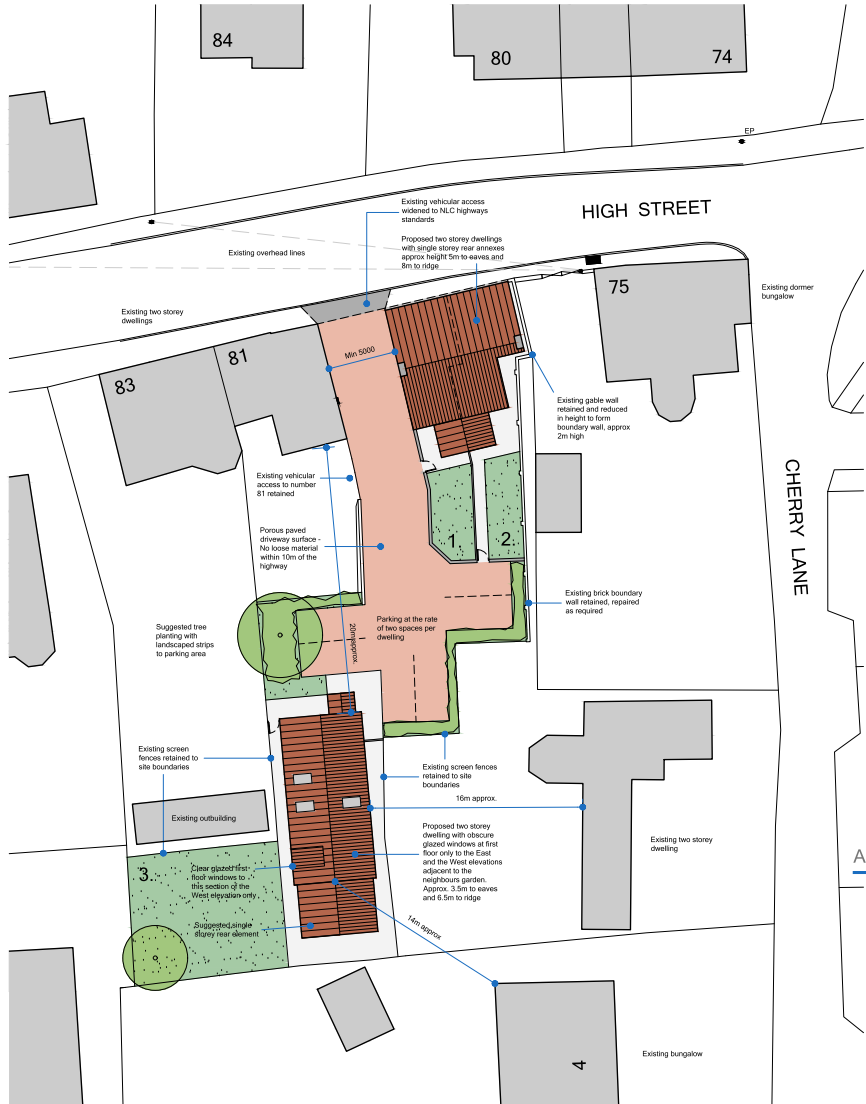 84
80
74
EP
Existing vehicular access
widened to NLC highways
standards
HIGH STREET
Proposed two storey dwellings
with single storey rear annexes
approx height 5m to eaves and
8m to ridge
Existing overhead lines
75
Existing dormer
bungalow
Existing two storey
dwellings
81
83
Min 5000
Existing gable wall
retained and reduced
in height to form
boundary wall, approx
2m high
Existing vehicular
access to number
81 retained
CHERRY LANE
Porous paved
driveway surface -
No loose material
within 10m of the
highway
1.
2.
Existing brick boundary
wall retained, repaired
as required
Suggested tree
planting with
landscaped strips
to parking area
Parking at the rate
of two spaces per
dwelling
20m approx.
Existing screen
fences retained to
site boundaries
Existing screen fences
retained to site
boundaries
16m approx.
Existing outbuilding
Proposed two storey
dwelling with obscure
glazed windows at first
floor only to the East
and the West elevations
adjacent to the
neighbours garden.
Approx. 3.5m to eaves
and 6.5m to ridge
Existing two storey
dwelling
A
3.
Clear glazed first
floor windows to
this section of the
West elevation only
Suggested single
storey rear element
14m approx
4
Existing bungalow